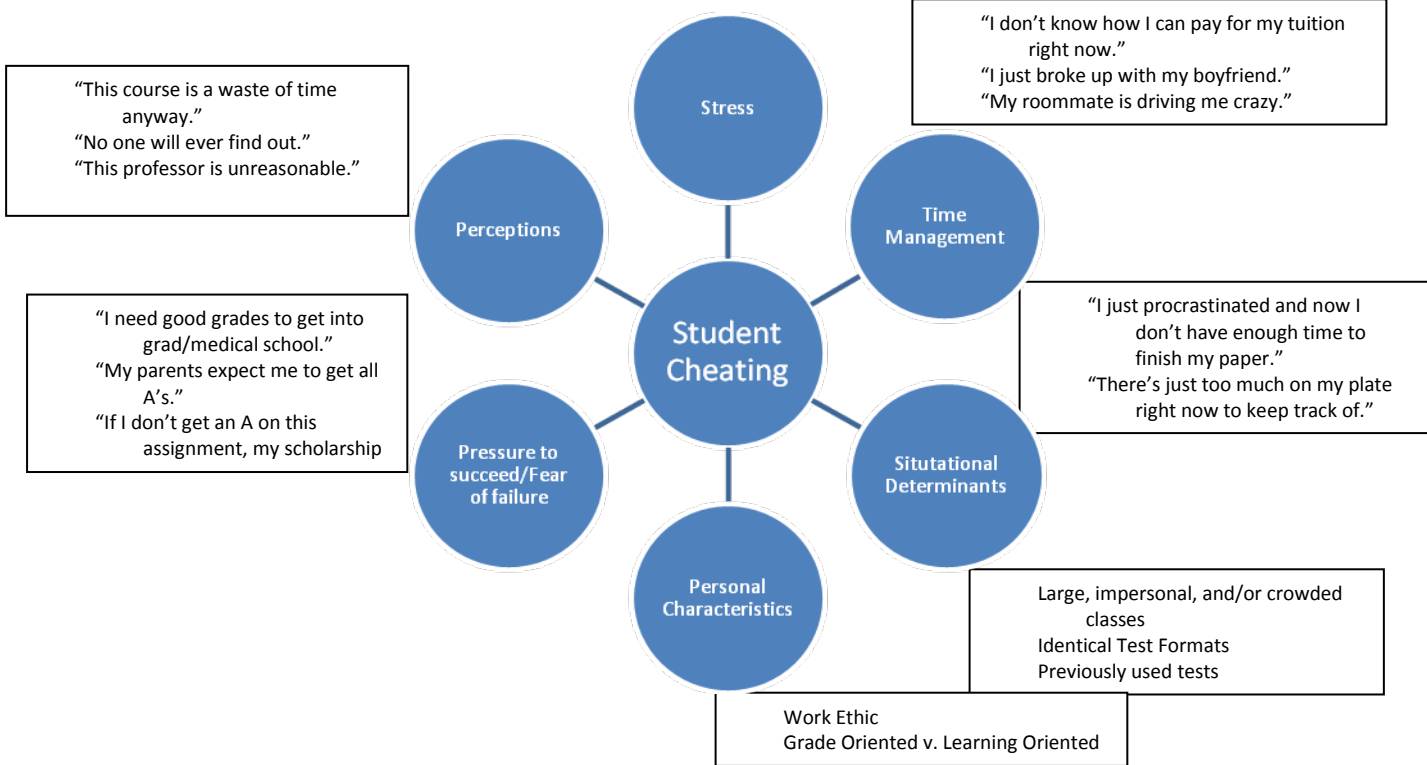 Stress
“I don’t know how I can pay for my tuition
right now.”
“I just broke up with my boyfriend.”
“My roommate is driving me crazy.”
“This course is a waste of time
anyway.”
“No one will ever find out.”
“This professor is unreasonable.”
Perceptions
Time
Management
“I just procrastinated and now I
don’t have enough time to
finish my paper.”
“There’s just too much on my plate
right now to keep track of.”
Student
Cheating
“I need good grades to get into
grad/medical school.”
“My parents expect me to get all
A’s.”
“If I don’t get an A on this
assignment, my scholarship
Pressure to
succeed/Fear
of failure
Situtational
Determinants
Large, impersonal, and/or crowded
classes
Identical Test Formats
Previously used tests
Personal
Characteristics
Work Ethic
Grade Oriented v. Learning Oriented